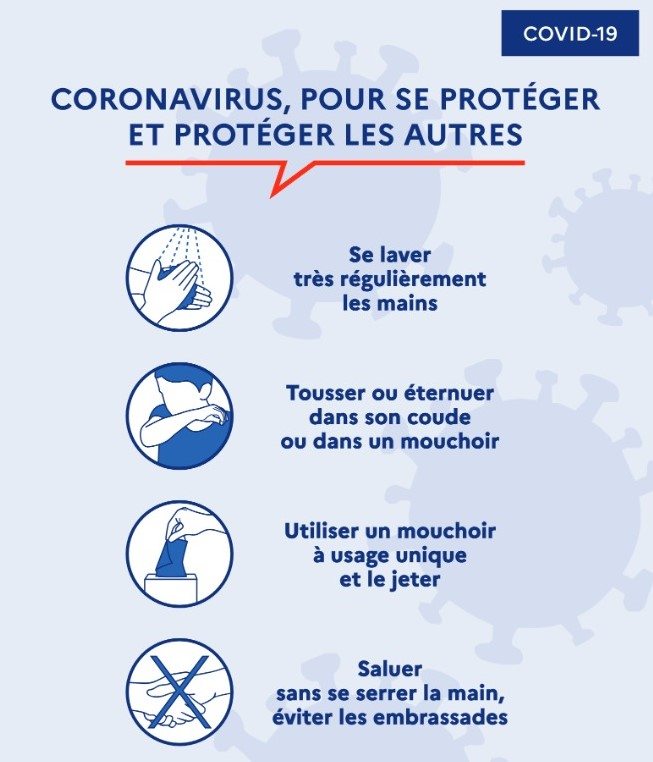 COVID-19
CORONAVIRUS, POUR SE PROTÉGER
ET PROTÉGER LES AUTRES
Se laver
très régulièrement
les mains
Tousser ou éternuer
dans son coude
ou dans un mouchoir
Utiliser un mouchoir
à usage unique
et le jeter
Saluer
sans se serrer la main,
éviter les embrassades